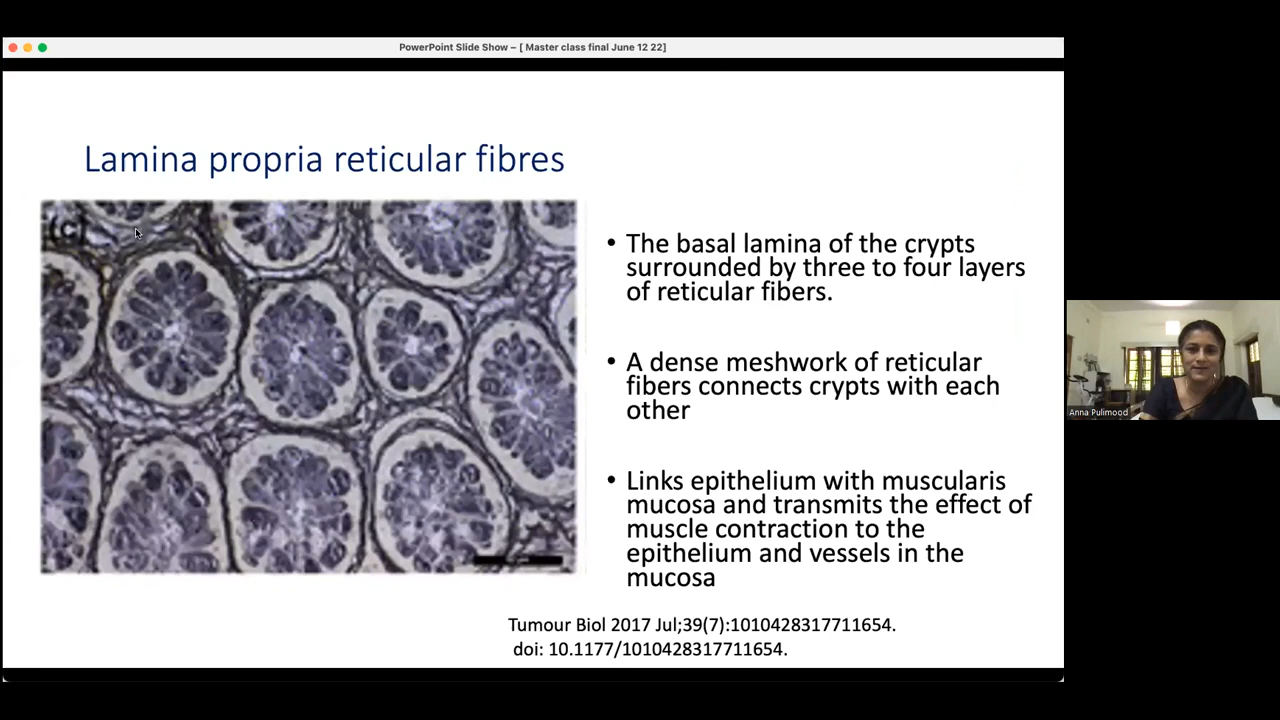 PowerPoint Slide Show – [ Master class final June 12 22]
Lamina propria reticular fibres
(c)
• The basal lamina of the crypts
surrounded by three to four layers
of reticular fibers.
• A dense meshwork of reticular
fibers connects crypts with each
other
• Links epithelium with muscularis
mucosa and transmits the effect of
muscle contraction to the
epithelium and vessels in the
mucosa
Tumour Biol 2017 Jul;39(7):1010428317711654.
doi: 10.1177/1010428317711654.
Anna Pulimood